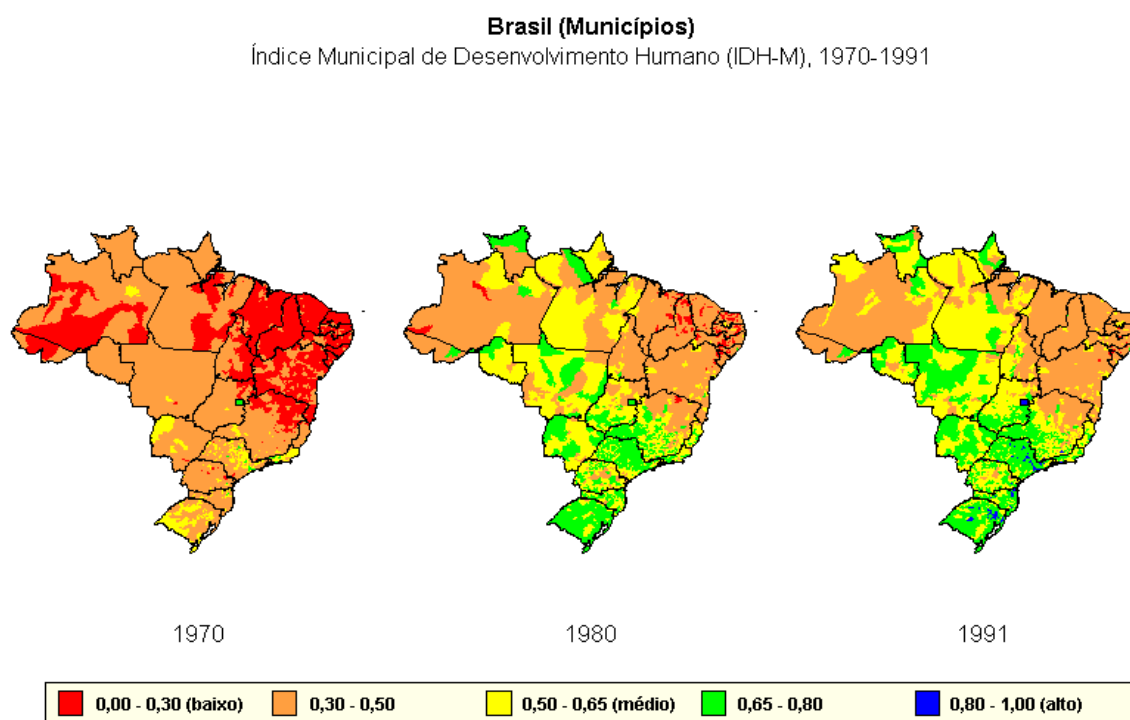 Brasil (Municípios)
Índice Municipal de Desenvolvimento Humano (IDH-M), 1970-1991
1970 1980 1991
0,00 - 0,30 (baixo) 0,30 - 0,50 0,50 - 0,65 (médio) 0,65 - 0,80 0,80 - 1,00 (alto)